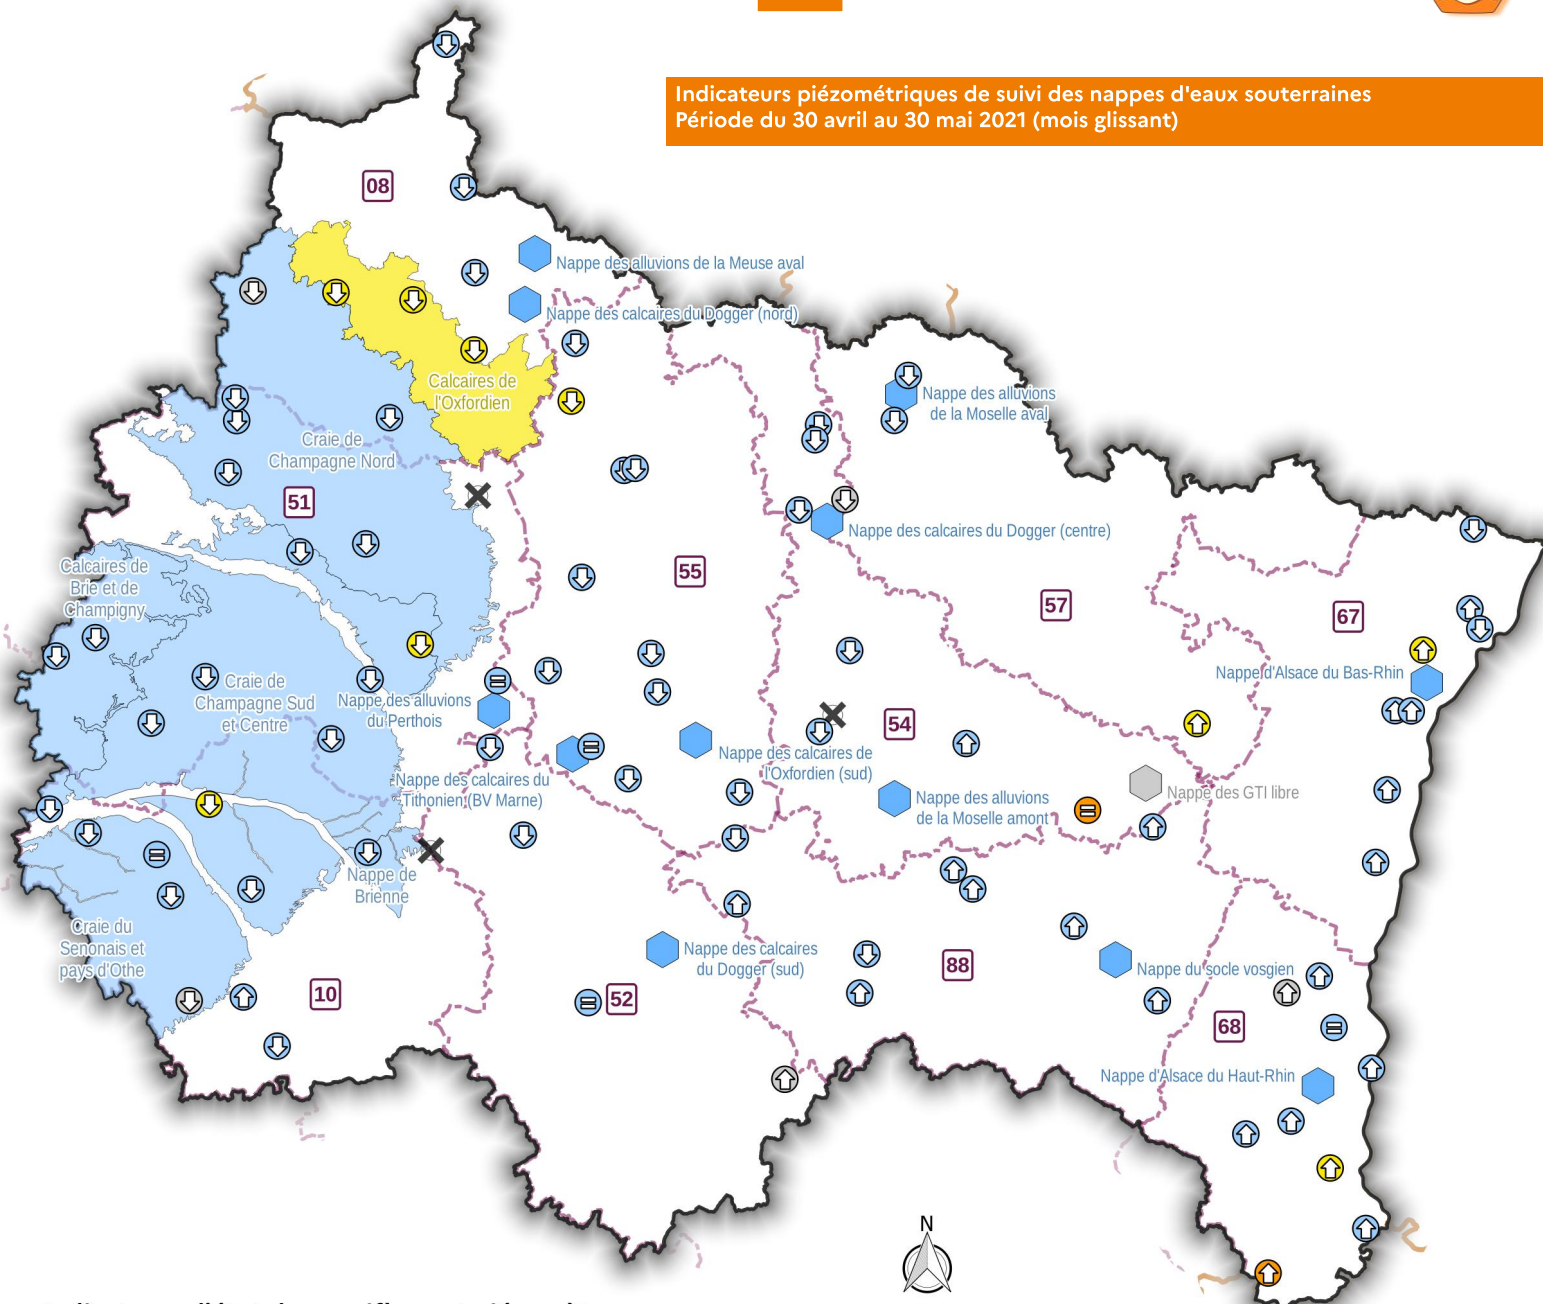 Indicateurs piézométriques de suivi des nappes d'eaux souterraines
Période du 30 avril au 30 mai 2021 (mois glissant)
08
Nappe des alluvions de la Meuse aval
Nappe des calcaires du Dogger (nord)
Calcaires de
l'Oxfordien
Nappe des alluvions
de la Moselle aval
Craie de
Champagne Nord
51
Nappe des calcaires du Dogger (centre)
Calcaires de
Brie et de
Champigny
55
57
67
Nappe d'Alsace du Bas-Rhin
Craie de
Champagne Sud
et Centre
Nappe des alluvions
du Perthois
54
Nappe des calcaires de
l'Oxfordien (sud)
Nappe des calcaires du
Tithonien (BV Marne)
Nappe des alluvions
de la Moselle amont
Nappe des GTI libre
Nappe de
Brienne
Craie du
Senonais et
pays d'Othe
Nappe des calcaires
du Dogger (sud)
88
Nappe du socle vosgien
10
52
68
Nappe d'Alsace du Haut-Rhin
N